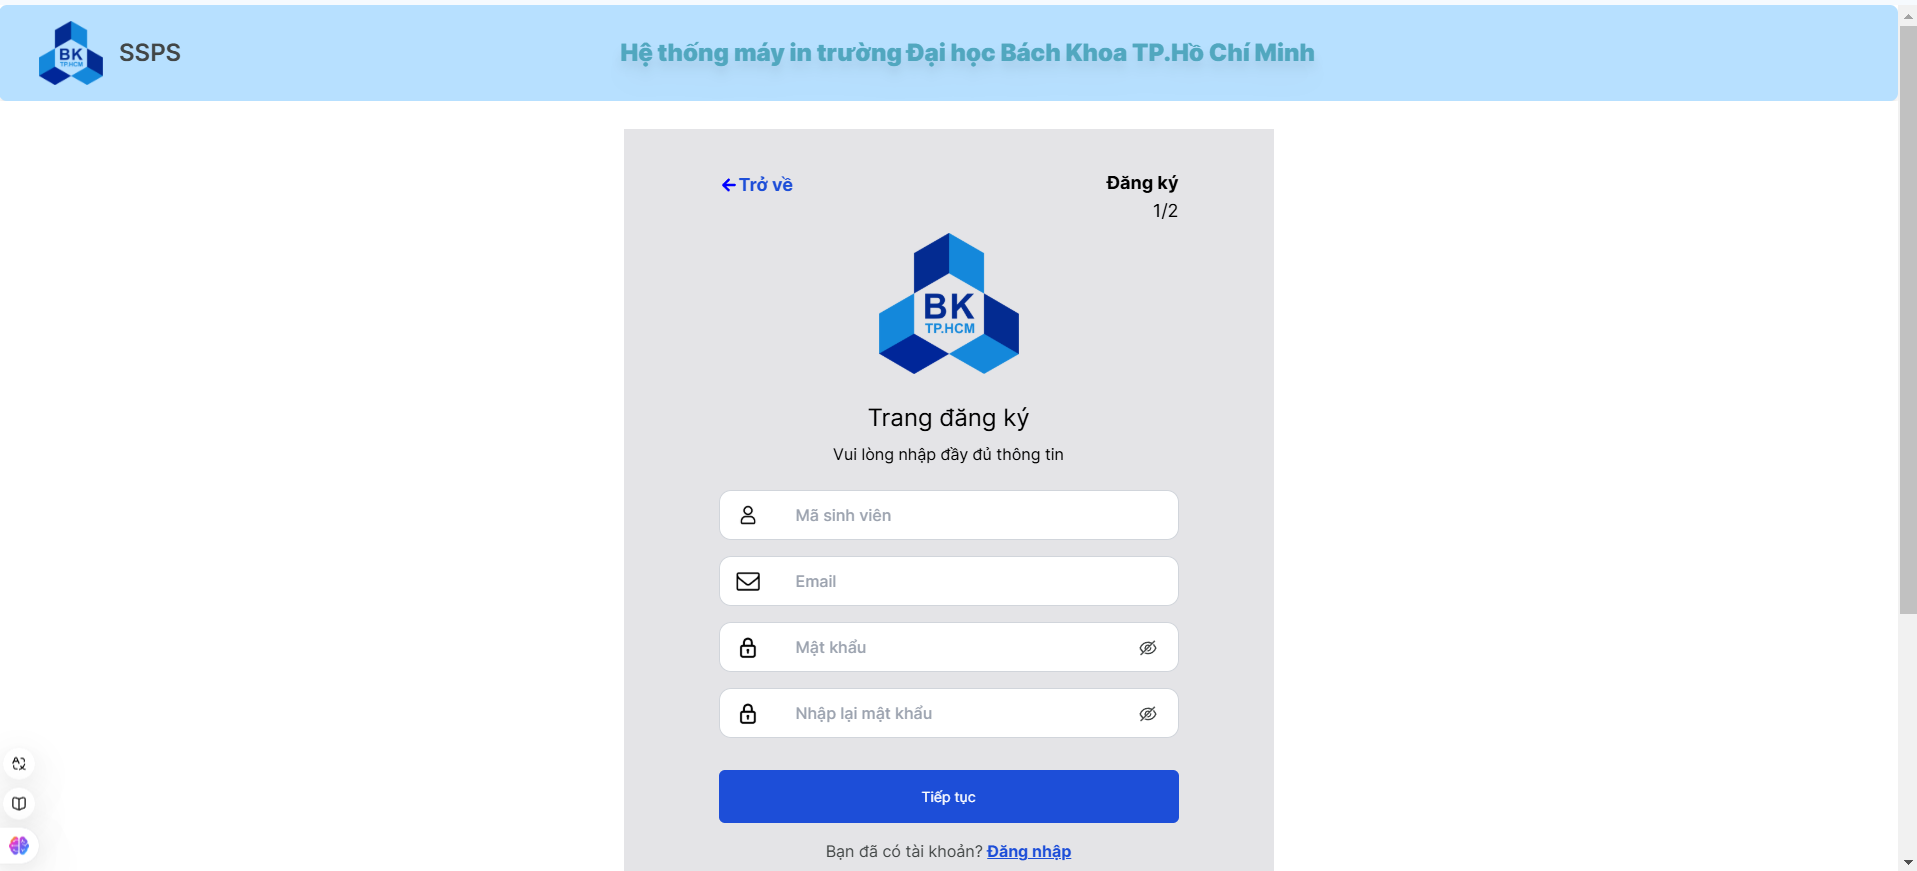 BK
TP.HCM
SSPS
Hệ thống máy in trường Đại học Bách Khoa TP.Hồ Chí Minh
Trở về
Đăng ký
1/2
BK
TP.HCM
Trang đăng ký
Vui lòng nhập đầy đủ thông tin
Mã sinh viên
Email
Mật khẩu
Nhập lại mật khẩu
Tiếp tục
Bạn đã có tài khoản? Đăng nhập